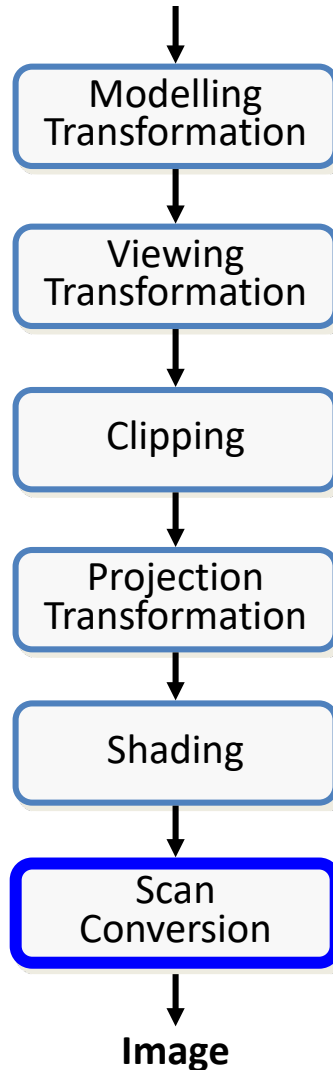 Modelling
Transformation
Viewing
Transformation
Clipping
Projection
Transformation
Shading
Scan
Conversion
Image